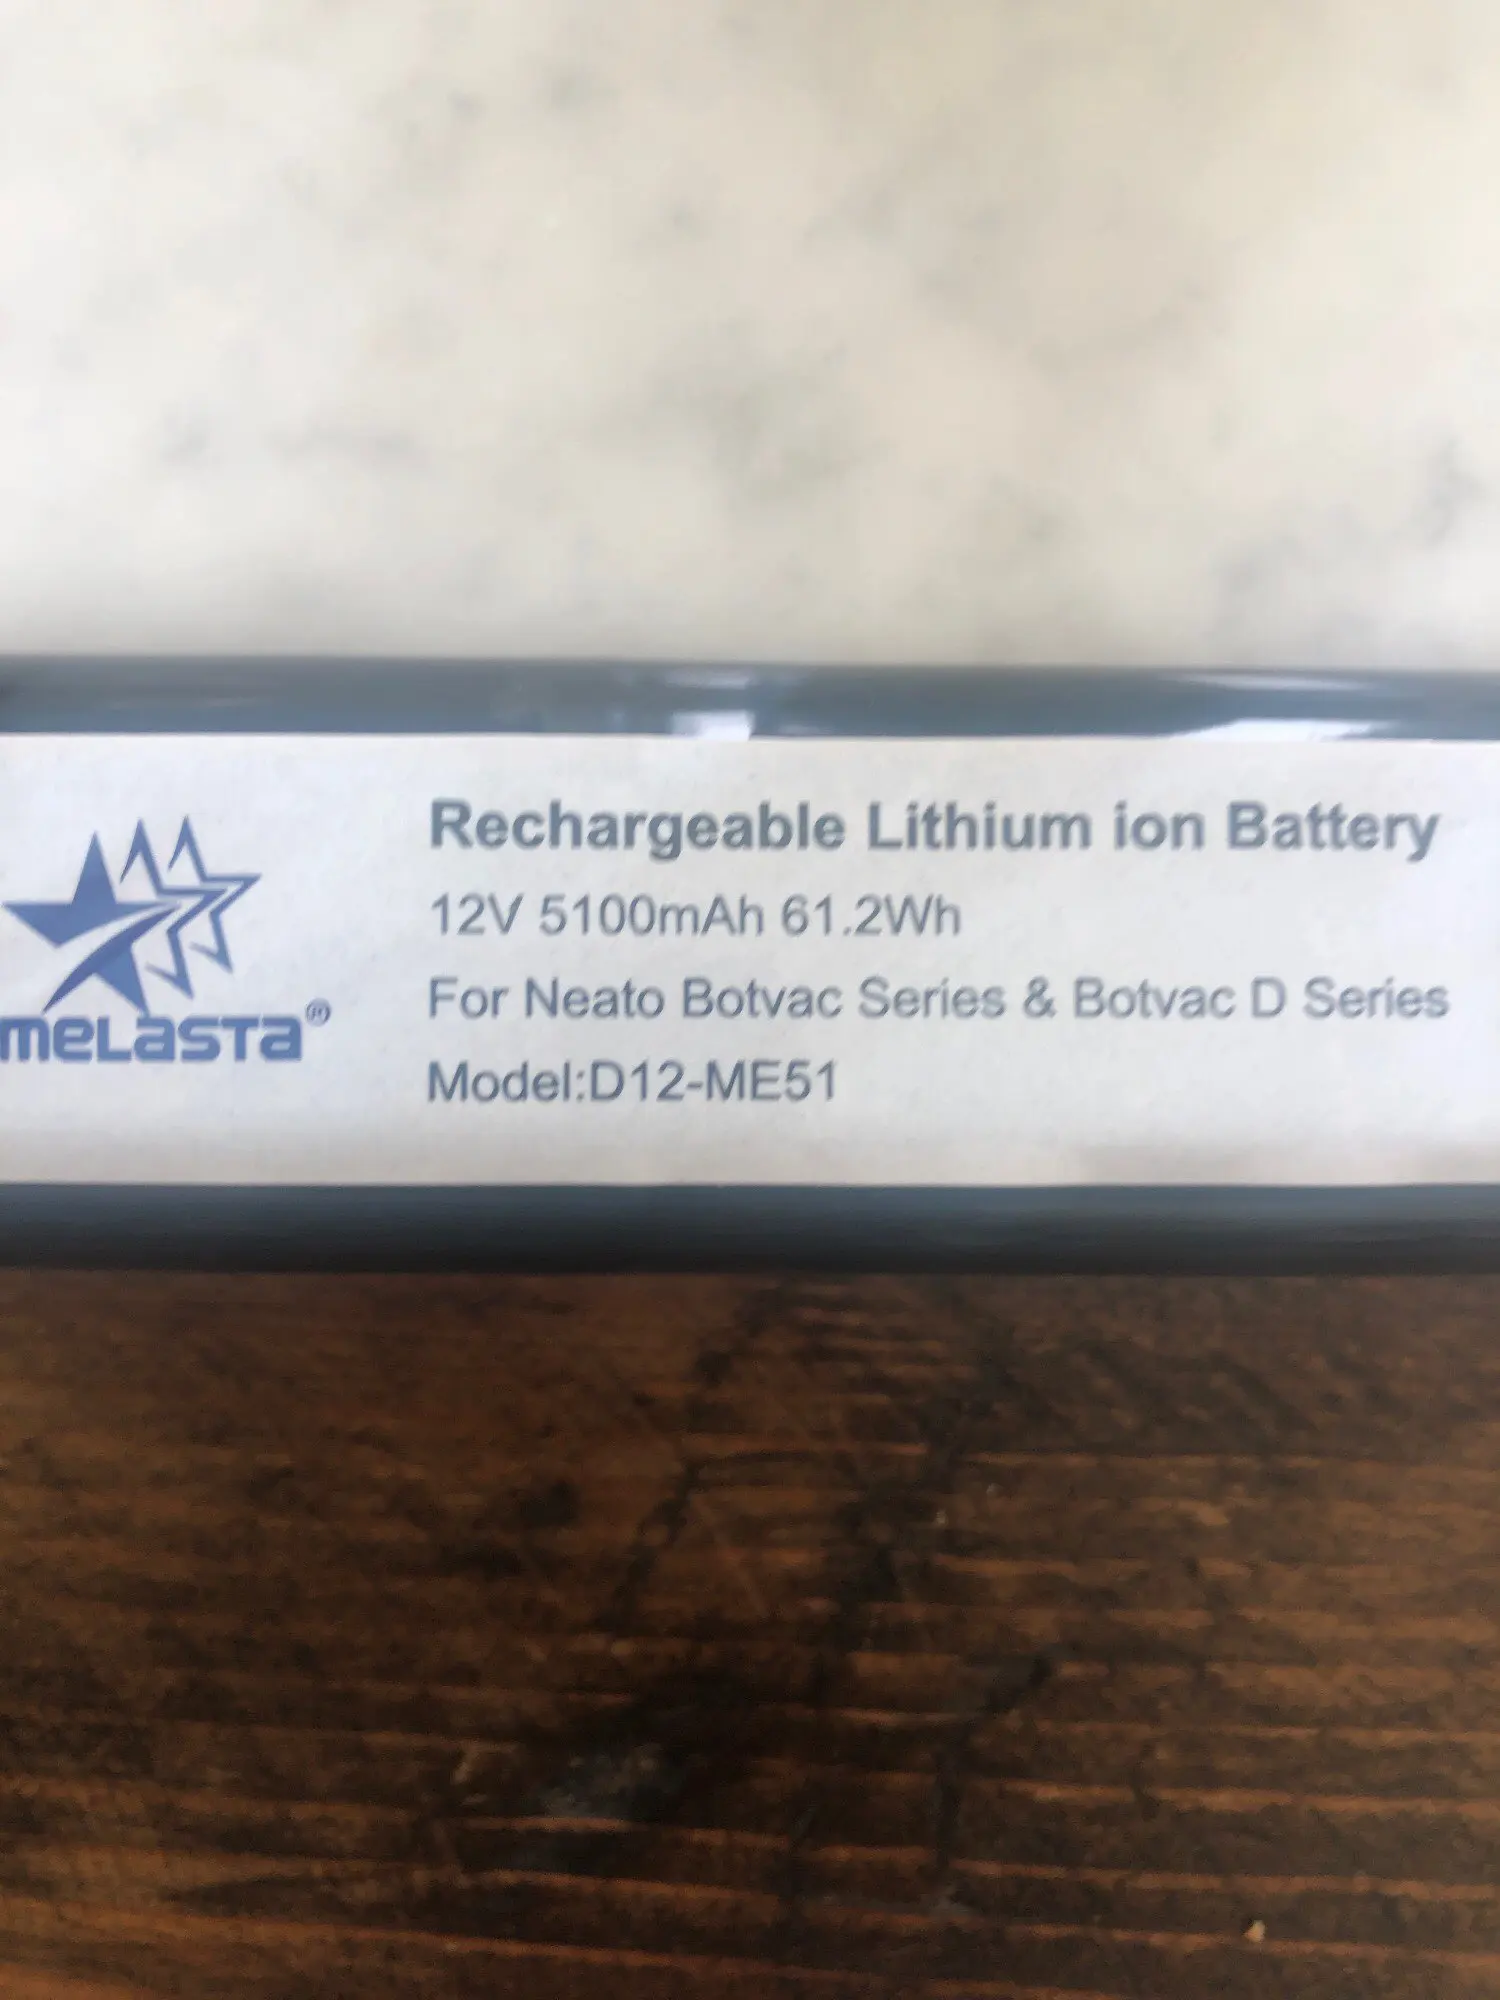 meLasta®
Rechargeable Lithium ion Battery
12V 5100mAh 61.2Wh
For Neato Botvac Series & Botvac D Series
Model:D12-ME51